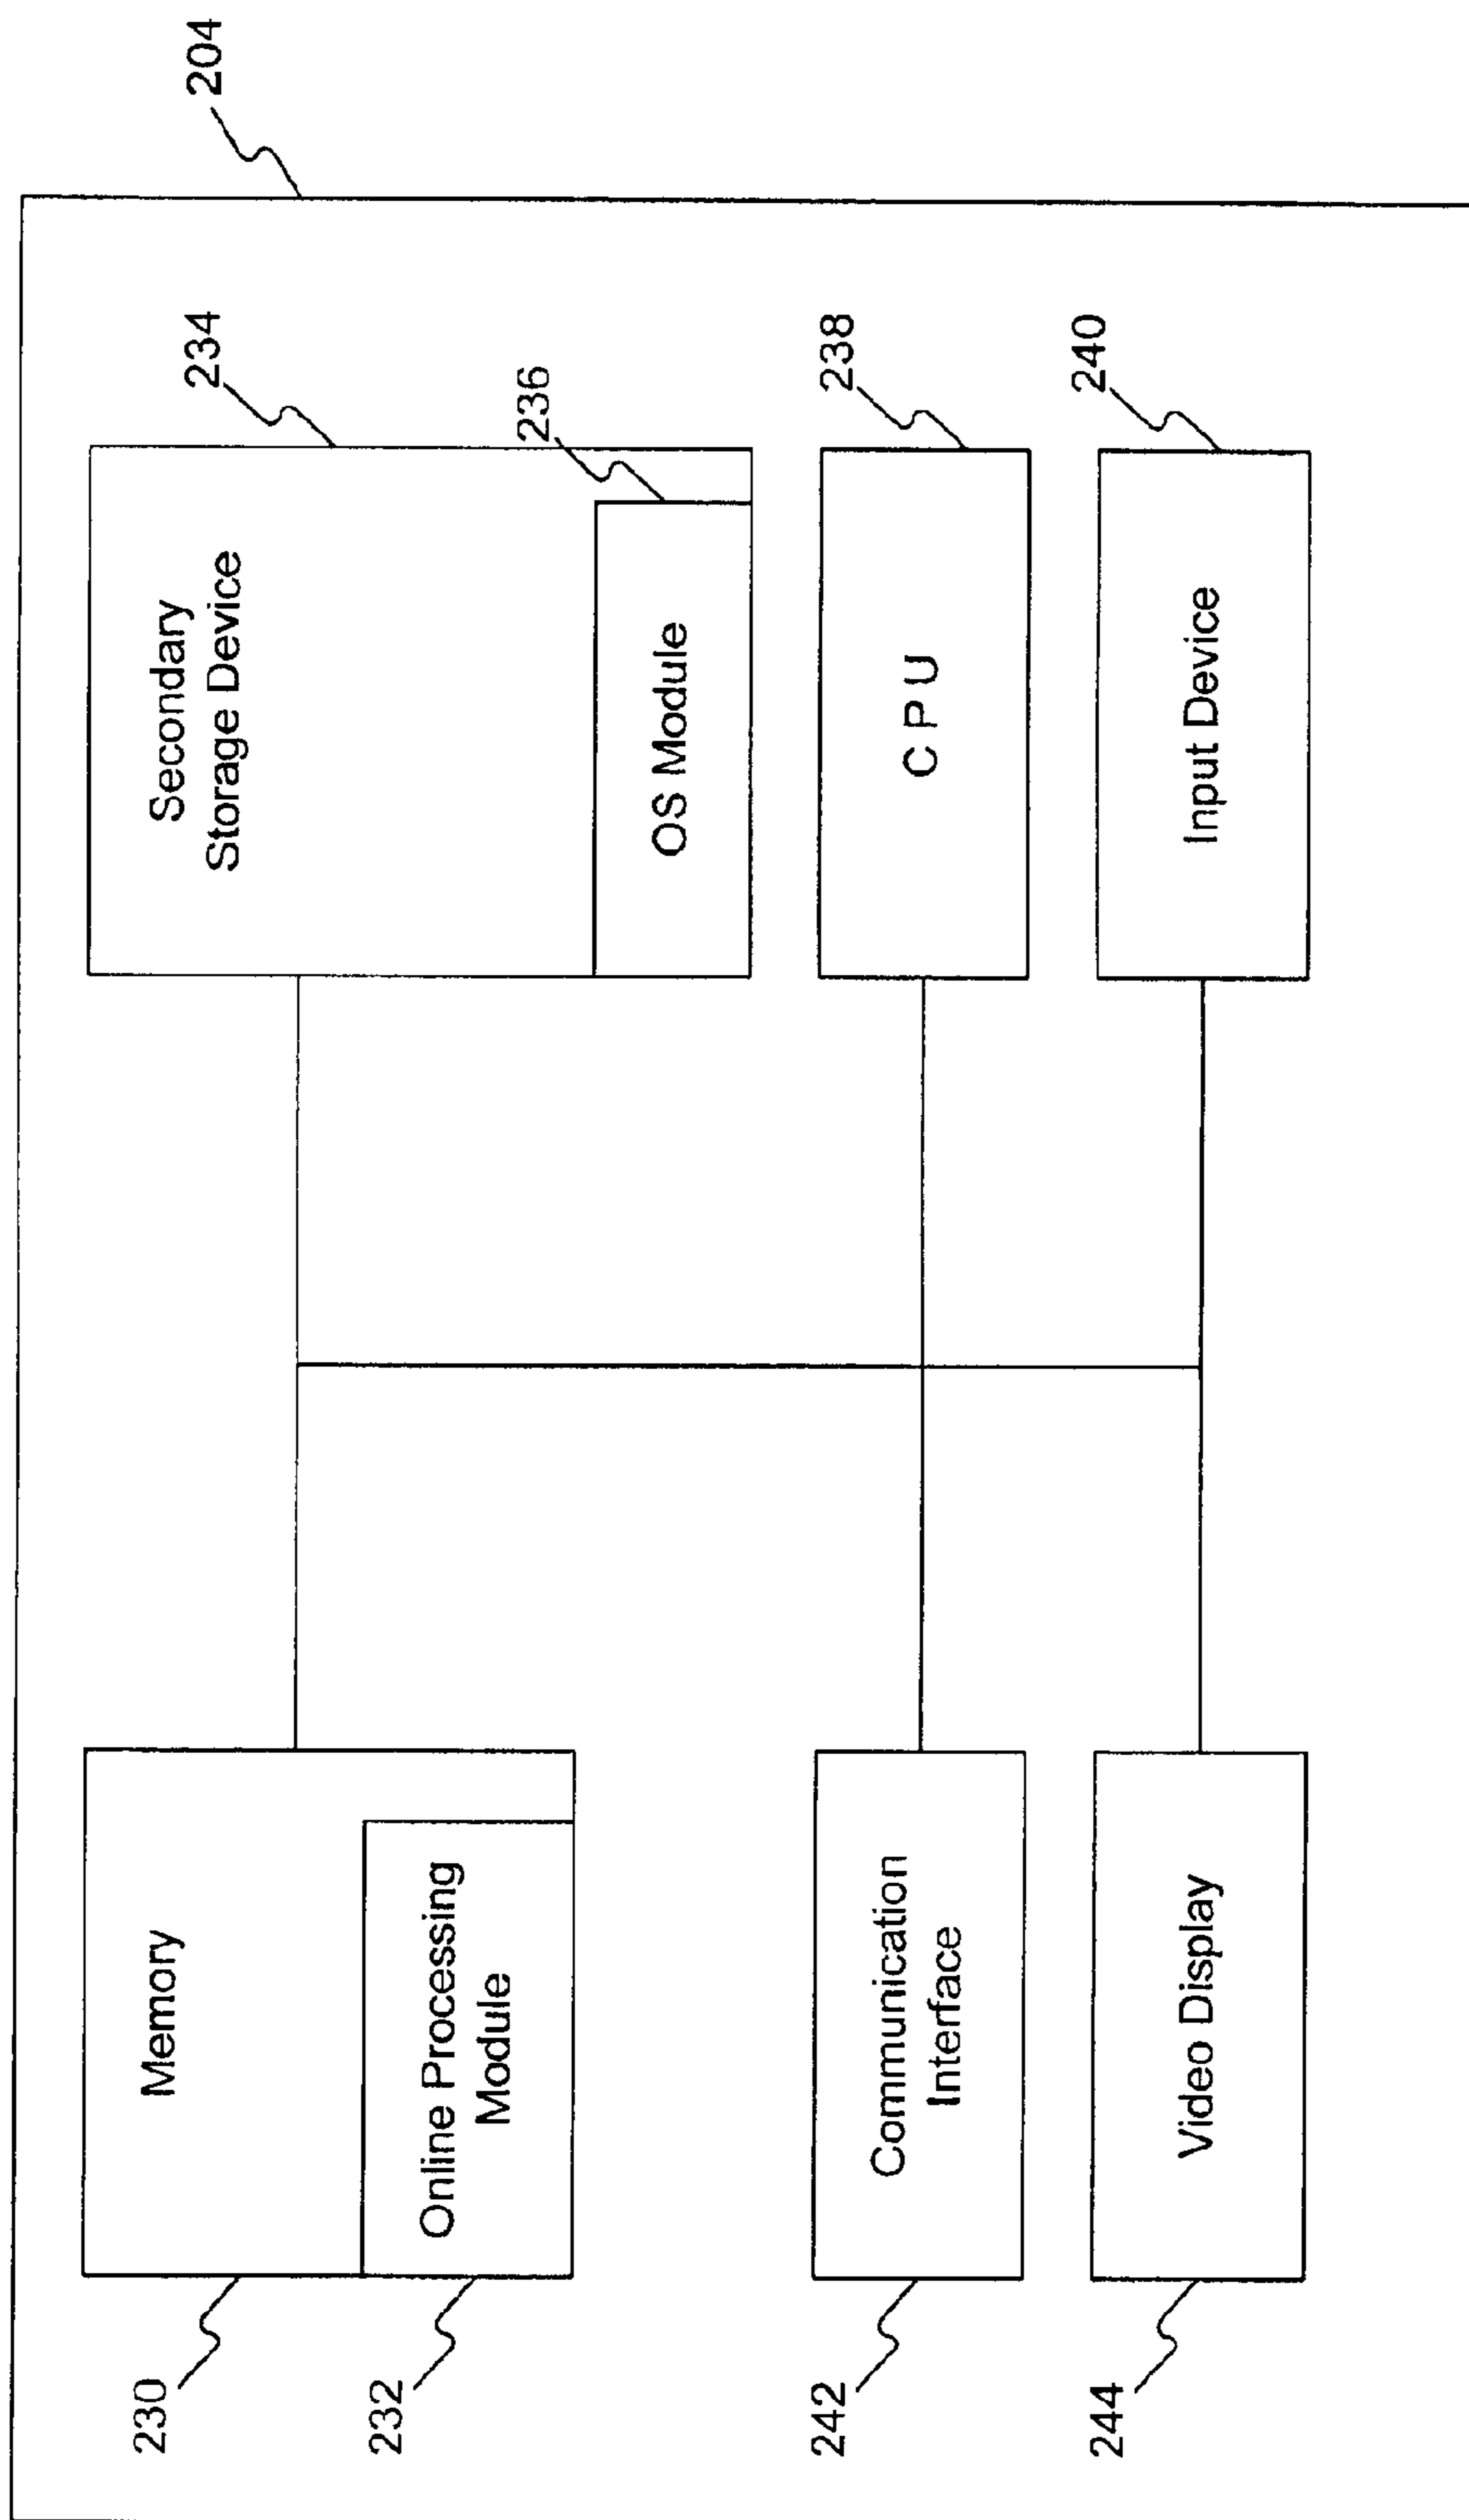 204
230
Memory
232
Online Processing
Module
234
Secondary
Storage Device
236
OS Module
242
Communication
Interface
238
C P U
244
Video Display
240
Input Device